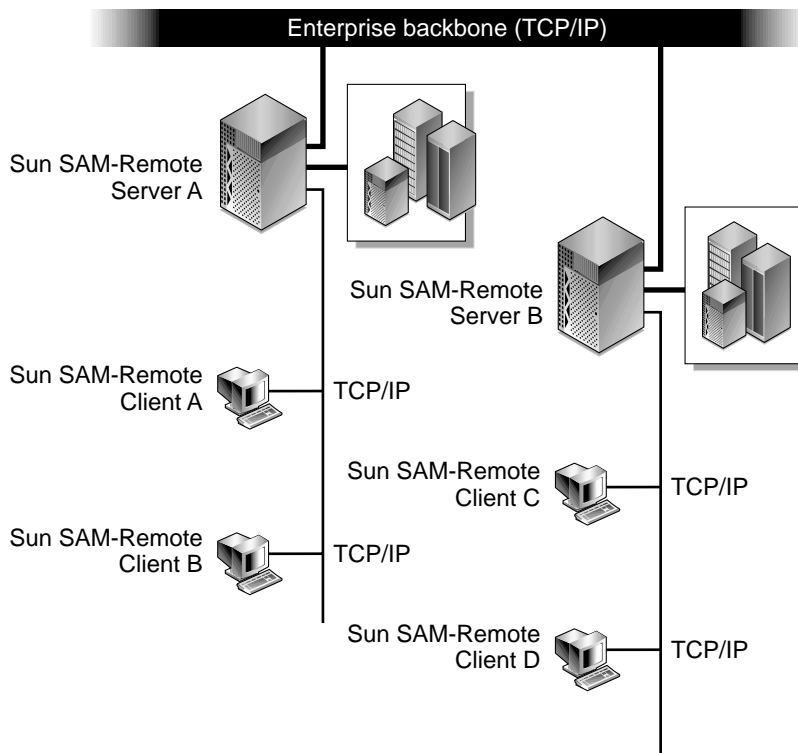 Enterprise backbone (TCP/IP)
Sun SAM-Remote
Server A
Sun SAM-Remote
Server B
Sun SAM-Remote
Client A
TCP/IP
Sun SAM-Remote
Client C
TCP/IP
Sun SAM-Remote
Client B
TCP/IP
Sun SAM-Remote
Client D
TCP/IP